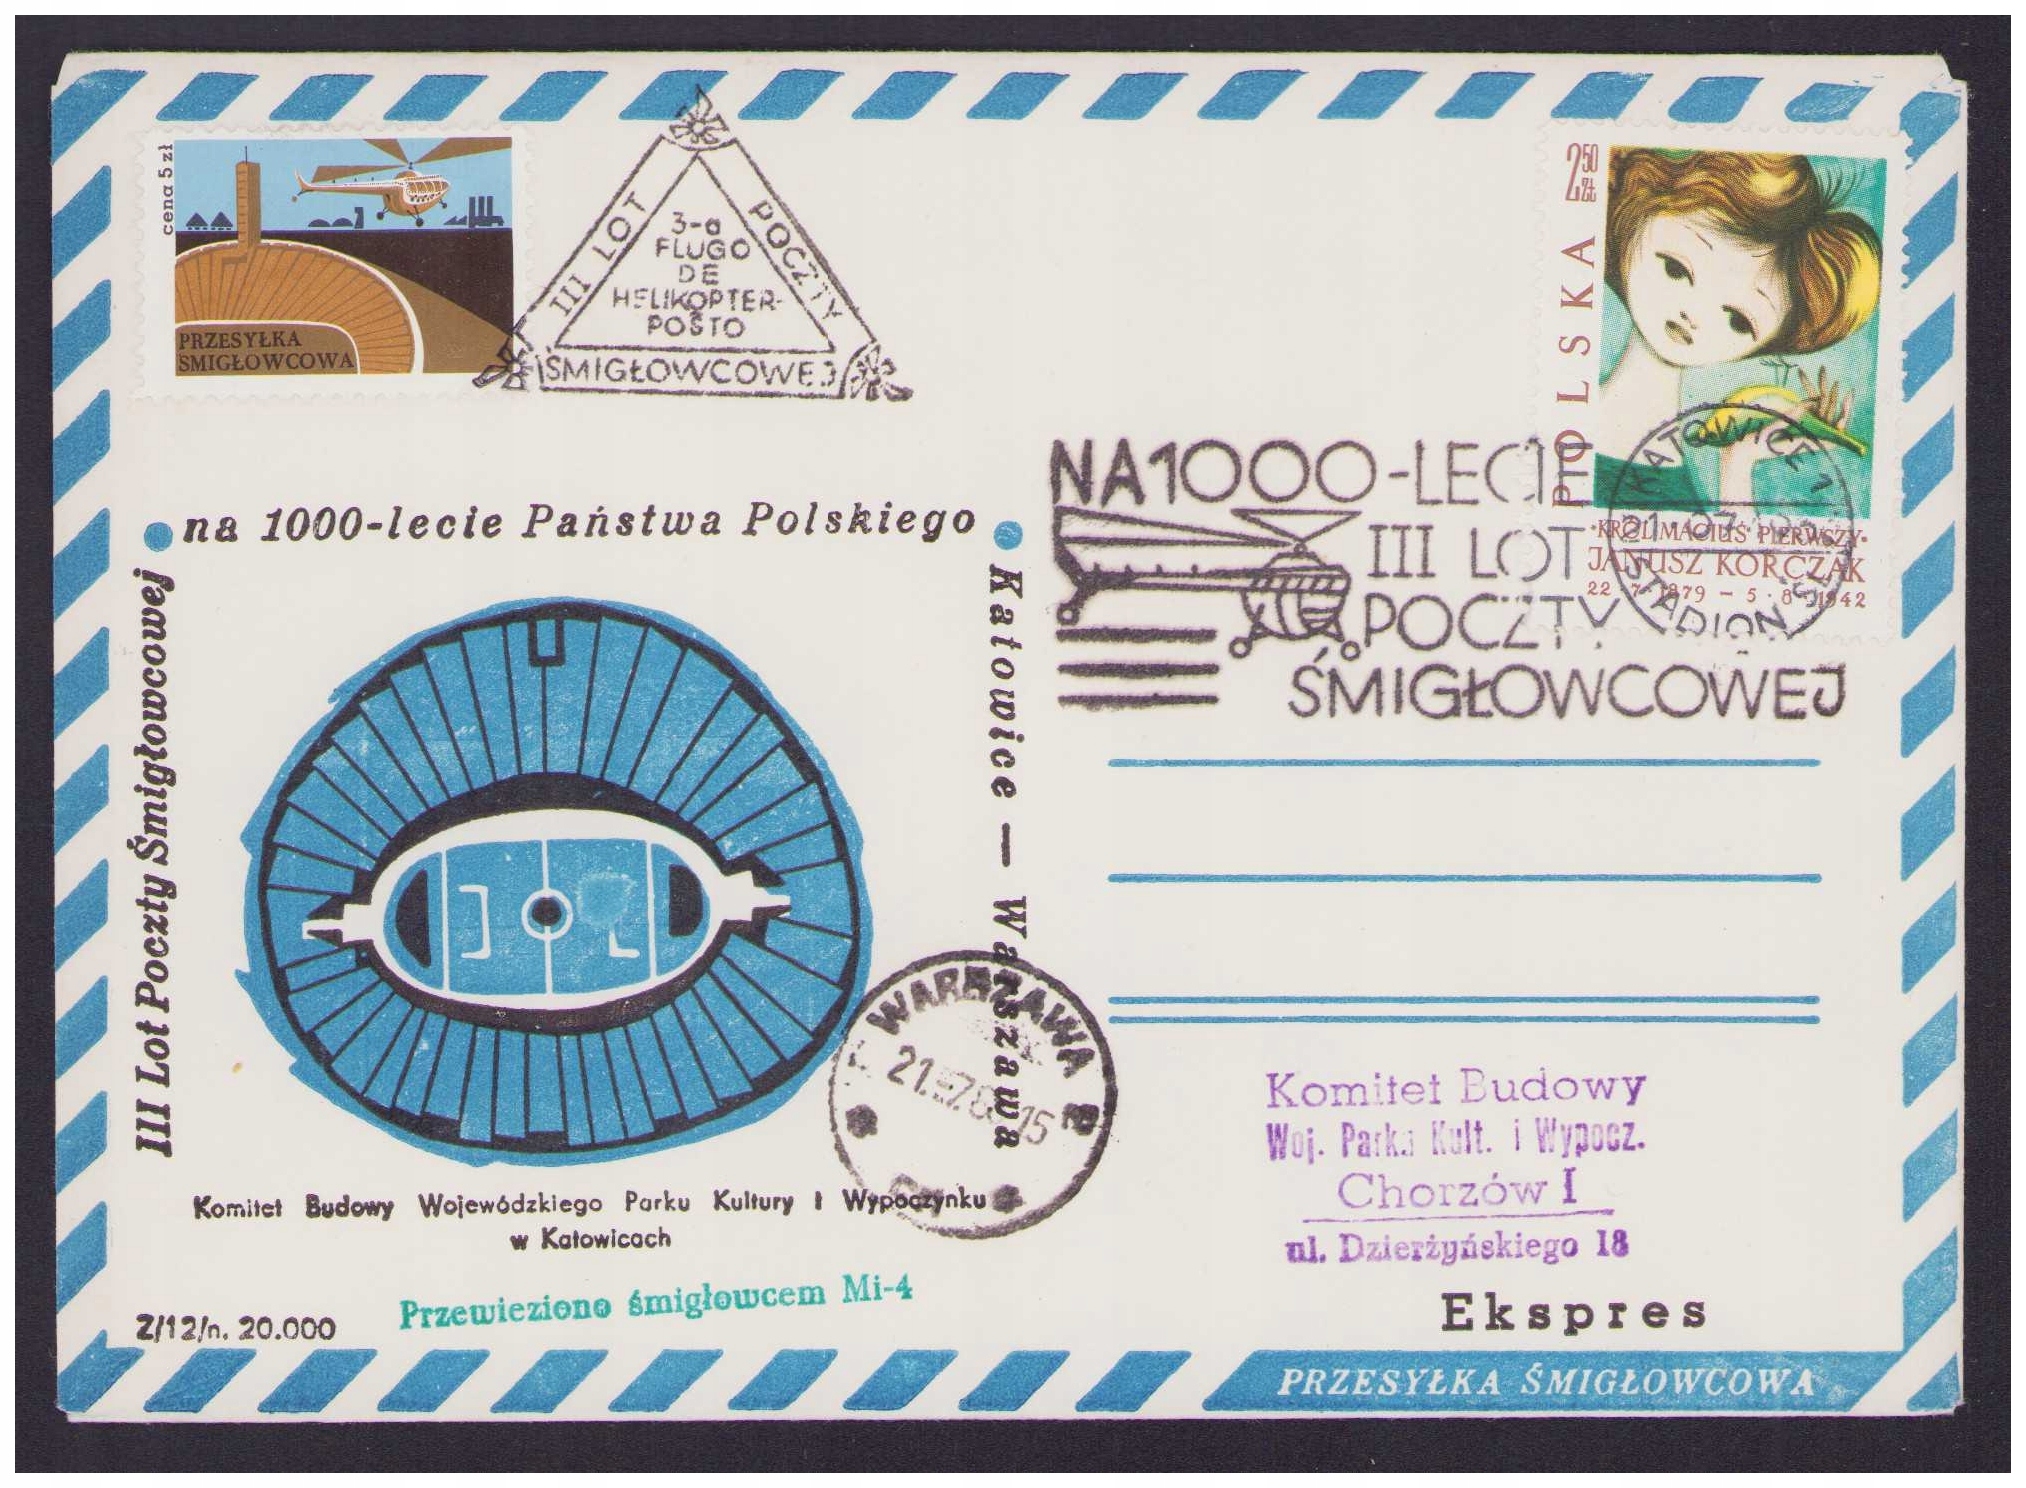 cena 5 zł
PRZESYŁKA
ŚMIGŁOWCOWA
III LOT
POCZTY
ŚMIGŁOWCOWEJ
3-a
FLUGO
DE
HELIKOPTER-
POŜTO
2 50 ZŁ
POLSKA
·KRÓL MACIUŚ PIERWSZY·
JANUSZ KORCZAK
22·7·1879 – 5·8·1942
KATOWICE 1
STADION
NA 1000-LECIE
III LOT
POCZTY
ŚMIGŁOWCOWEJ
na 1000-lecie Państwa Polskiego
III Lot Poczty Śmigłowcowej
Katowice — Warszawa
WARSZAWA
Komitet Budowy Wojewódzkiego Parku Kultury i Wypoczynku
w Katowicach
Przewieziono śmigłowcem Mi-4
Z/12/n. 20.000
Komitet Budowy
Woj. Parku Kult. i Wypocz.
Chorzów I
ul. Dzierżyńskiego 18
Ekspres
PRZESYŁKA ŚMIGŁOWCOWA